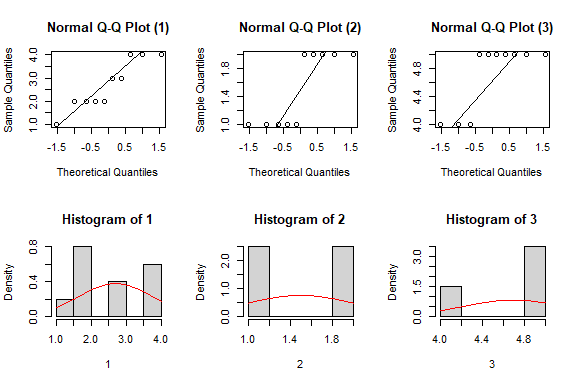 Normal Q-Q Plot (1)
Sample Quantiles
1.0 2.0 3.0 4.0
-1.5 -0.5 0.5 1.5
Theoretical Quantiles
Normal Q-Q Plot (2)
Sample Quantiles
1.0 1.4 1.8
-1.5 -0.5 0.5 1.5
Theoretical Quantiles
Normal Q-Q Plot (3)
Sample Quantiles
4.0 4.4 4.8
-1.5 -0.5 0.5 1.5
Theoretical Quantiles
Histogram of 1
Density
0.0 0.4 0.8
1.0 2.0 3.0 4.0
1
Histogram of 2
Density
0.0 1.0 2.0
1.0 1.4 1.8
2
Histogram of 3
Density
0.0 1.5 3.0
4.0 4.4 4.8
3